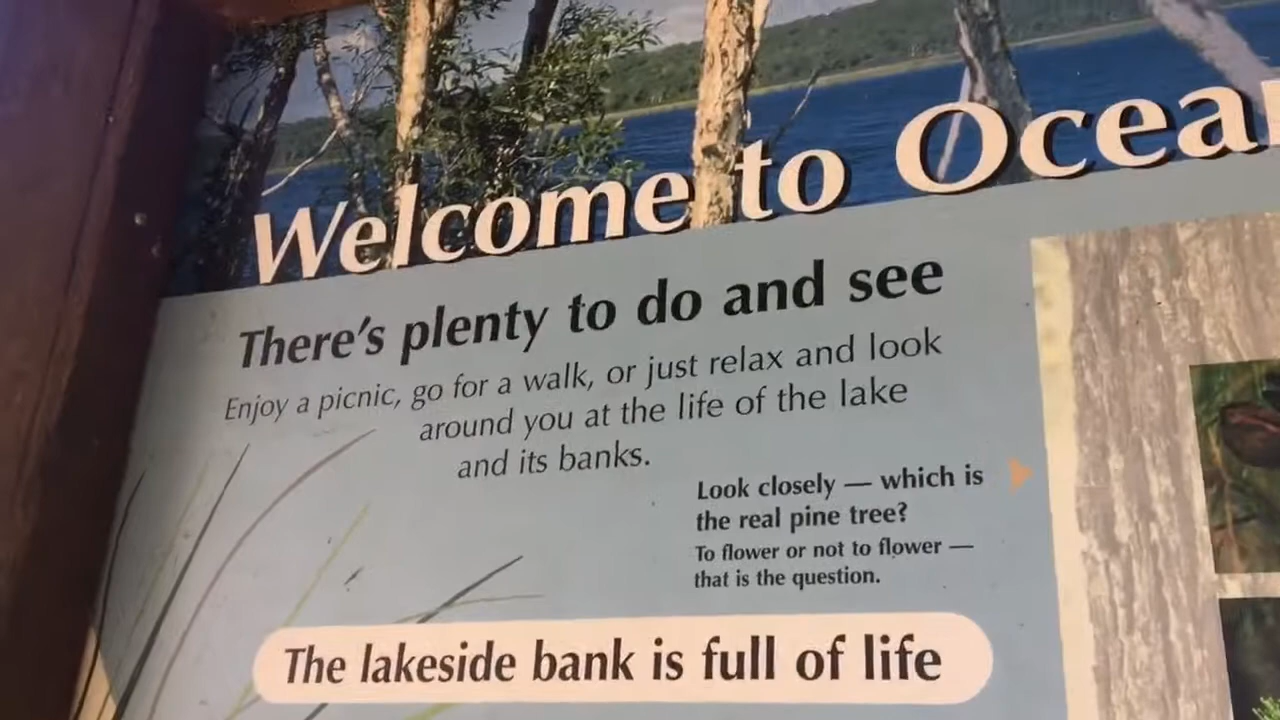 Welcome to Ocean
There's plenty to do and see
Enjoy a picnic, go for a walk, or just relax and look
around you at the life of the lake
and its banks.
Look closely — which is
the real pine tree?
To flower or not to flower —
that is the question.
The lakeside bank is full of life